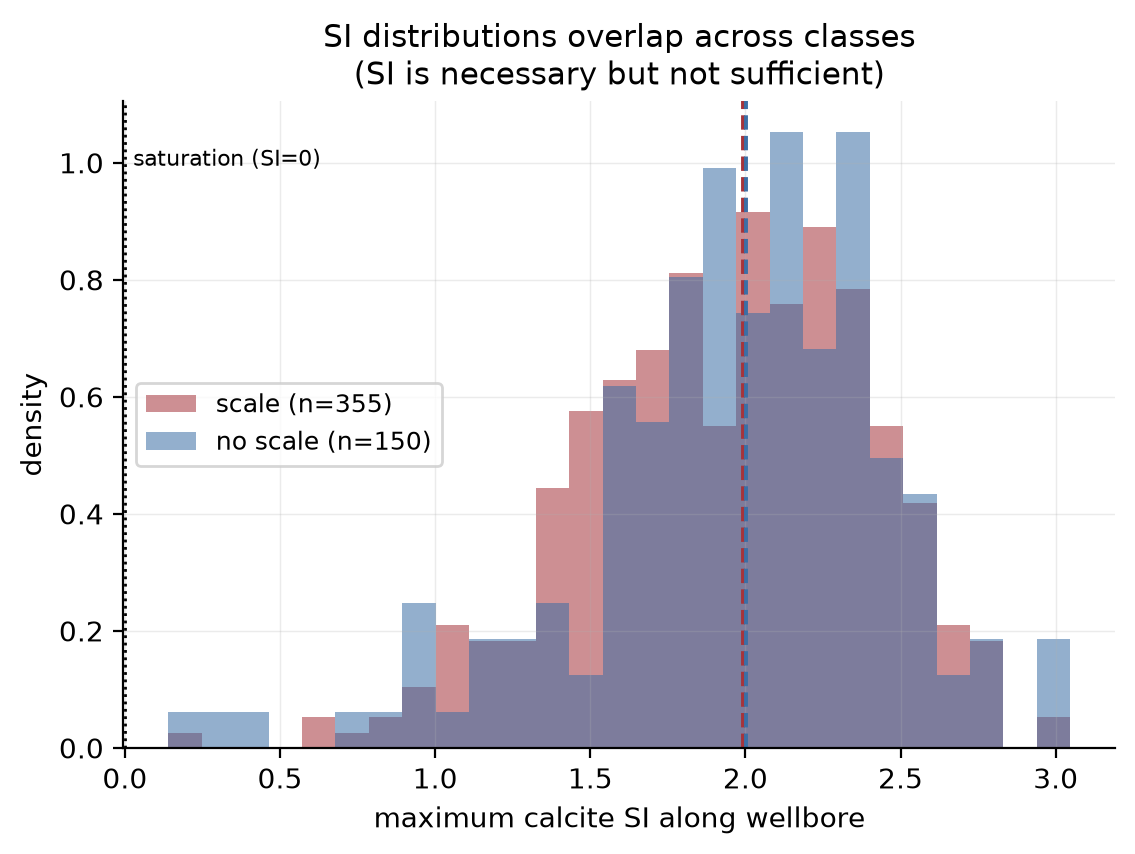 SI distributions overlap across classes
(SI is necessary but not sufficient)
saturation (SI=0)
1.0
0.8
0.6
0.4
0.2
0.0
density
scale (n=355)
no scale (n=150)
0.0 0.5 1.0 1.5 2.0 2.5 3.0
maximum calcite SI along wellbore